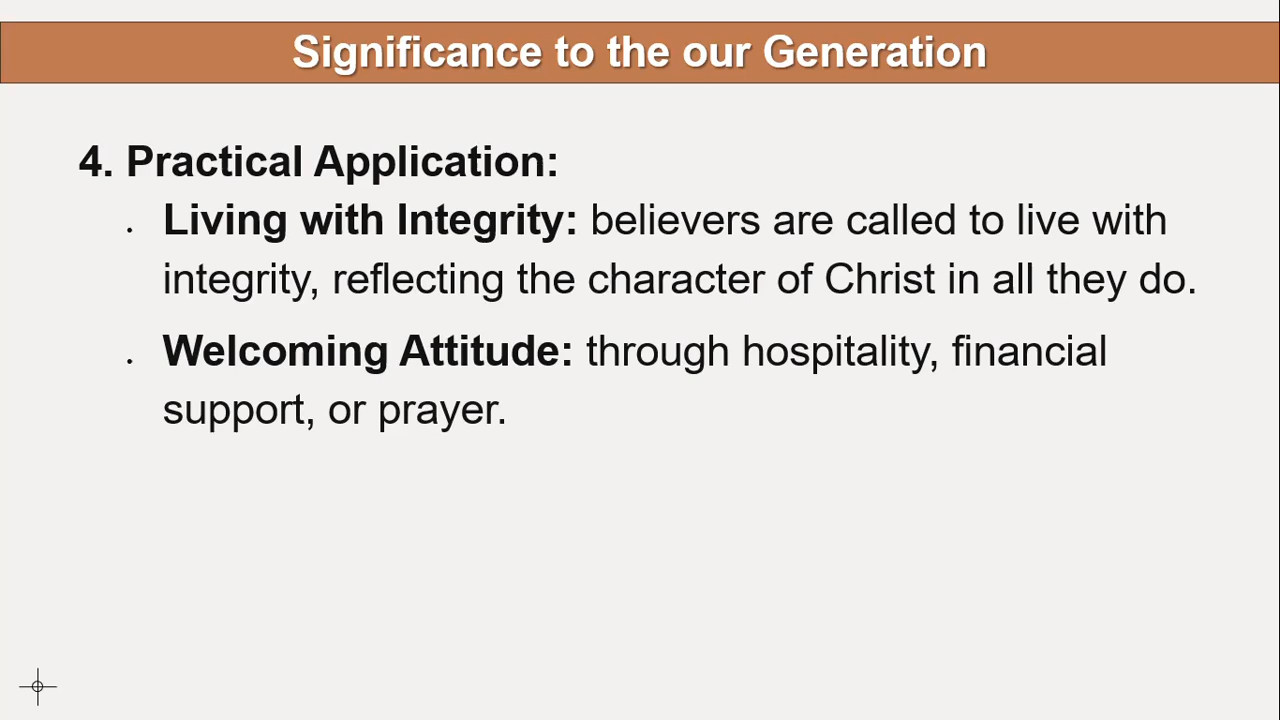 Significance to the our Generation
4. Practical Application:
. Living with Integrity: believers are called to live with
integrity, reflecting the character of Christ in all they do.
. Welcoming Attitude: through hospitality, financial
support, or prayer.